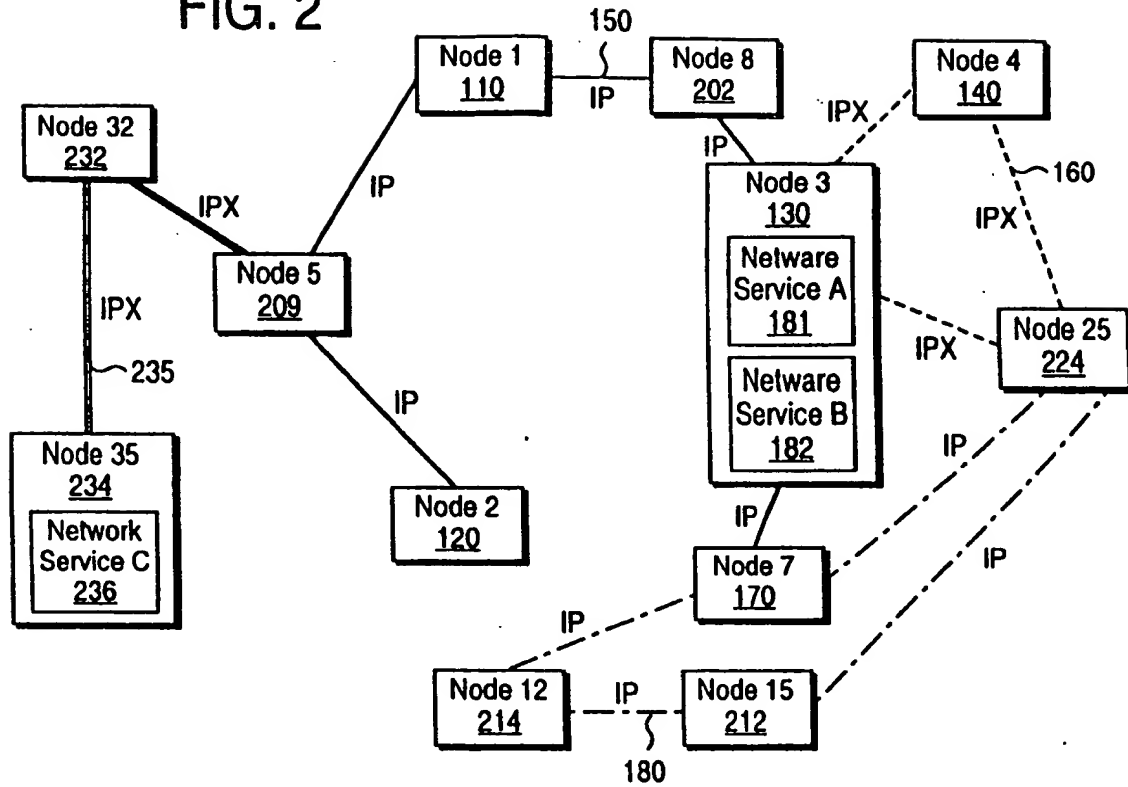 FIG. 2
150
Node 1
110
IP
Node 8
202
Node 4
140
Node 32
232
IPX
IP
160
IP
Node 3
130
IPX
IPX
Netware
Service A
181
Node 5
209
IPX
235
IPX
Node 25
224
Netware
Service B
182
IP
Node 35
234
Network
Service C
236
Node 2
120
IP
IP
IP
Node 7
170
IP
Node 12
214
IP
Node 15
212
180